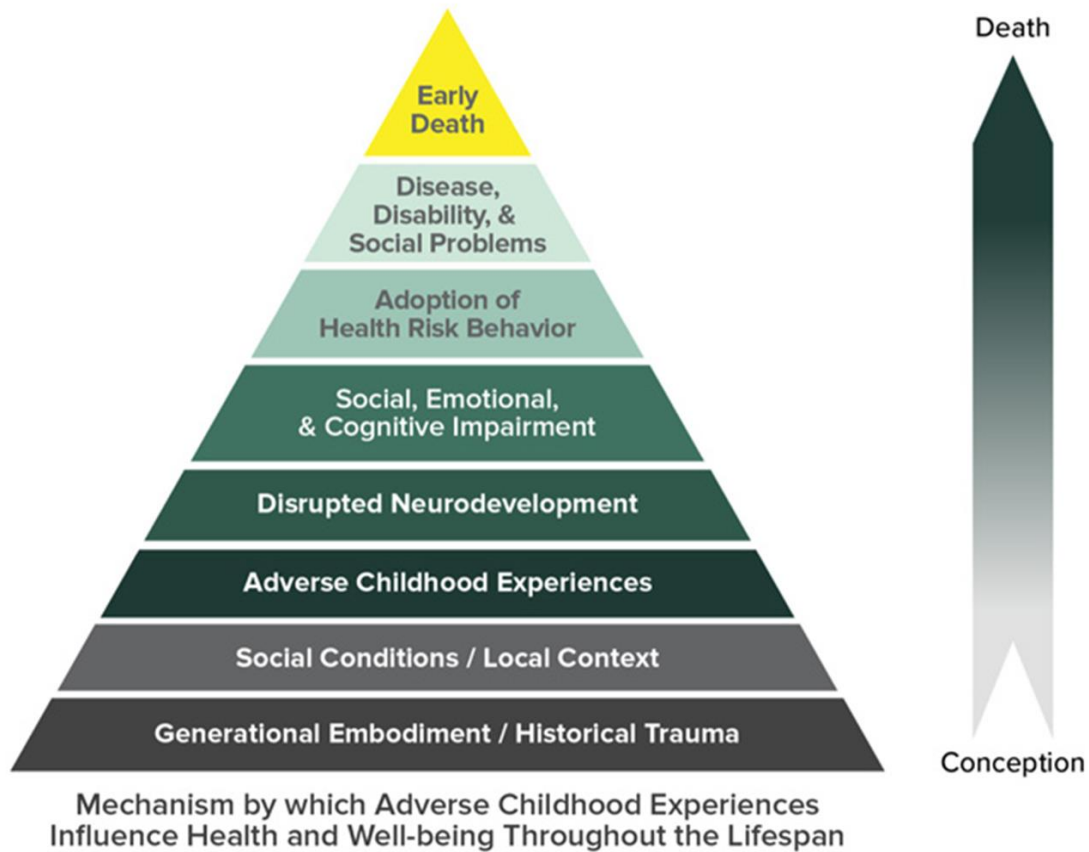 Death
Early
Death
Disease,
Disability, &
Social Problems
Adoption of
Health Risk Behavior
Social, Emotional,
& Cognitive Impairment
Disrupted Neurodevelopment
Adverse Childhood Experiences
Social Conditions / Local Context
Generational Embodiment / Historical Trauma
Conception
Mechanism by which Adverse Childhood Experiences
Influence Health and Well-being Throughout the Lifespan